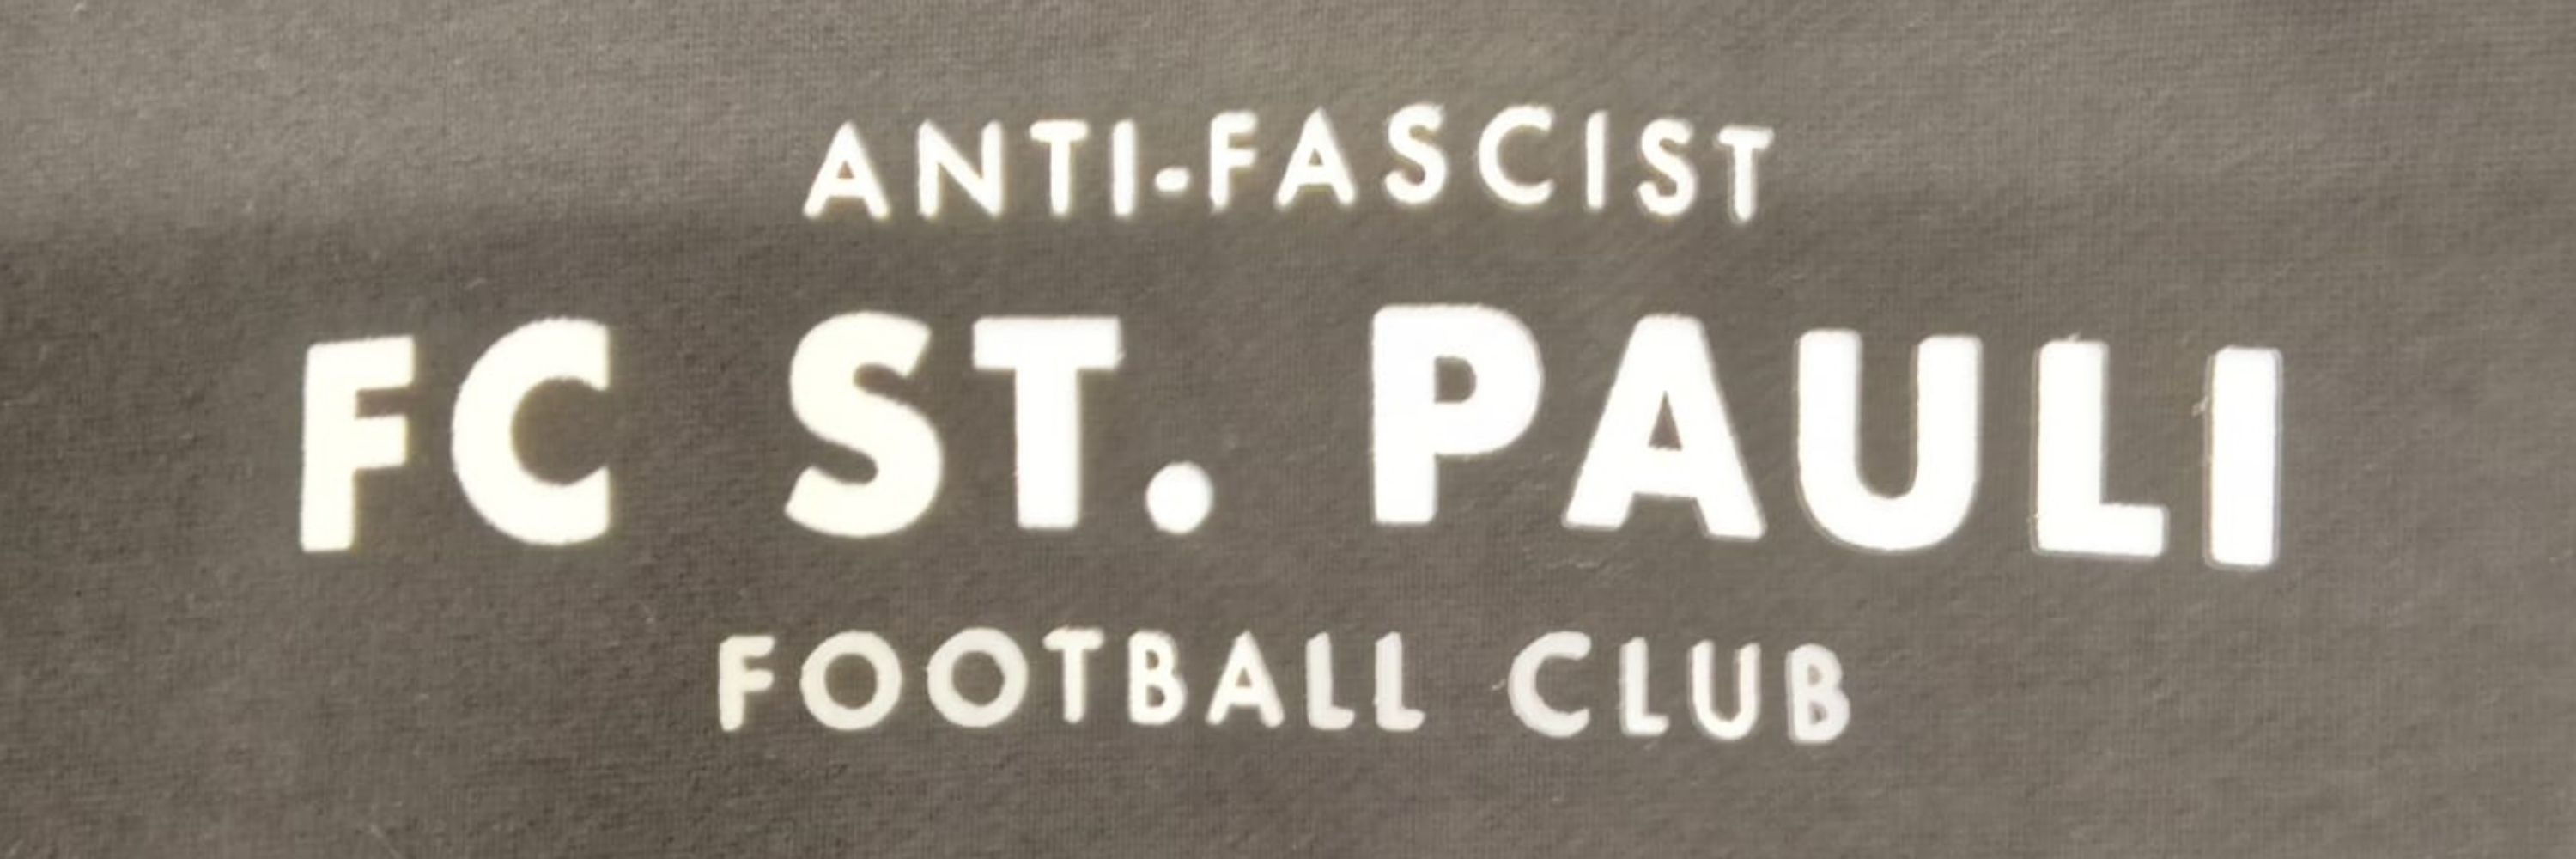 ANTI-FASCIST
FC ST. PAULI
FOOTBALL CLUB